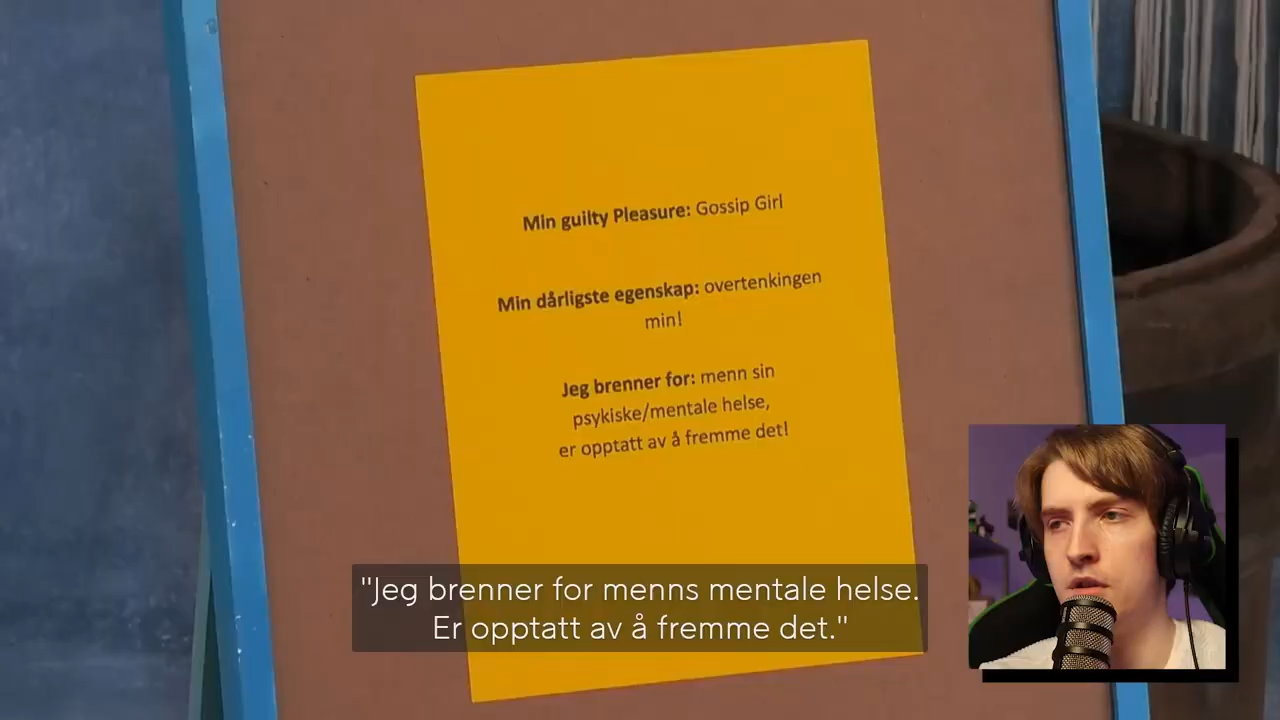 Min guilty Pleasure: Gossip Girl
Min dårligste egenskap: overtenkingen
min!
Jeg brenner for: menn sin
psykiske/mentale helse,
er opptatt av å fremme det!
"Jeg brenner for menns mentale helse.
Er opptatt av å fremme det."